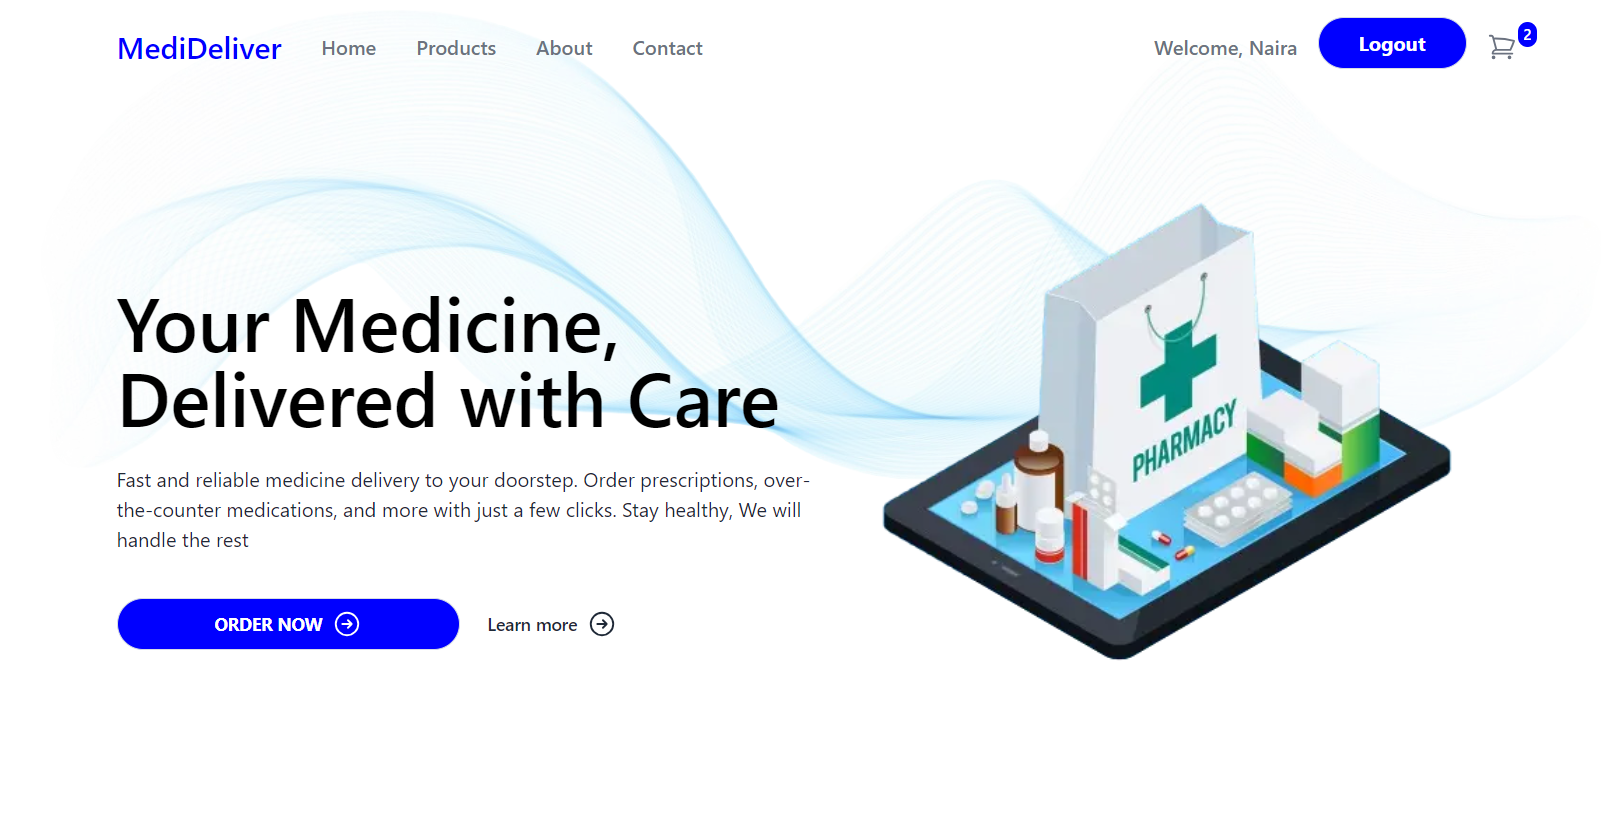 MediDeliver Home Products About Contact Welcome, Naira Logout 2
Your Medicine,
Delivered with Care
Fast and reliable medicine delivery to your doorstep. Order prescriptions, over-
the-counter medications, and more with just a few clicks. Stay healthy, We will
handle the rest
ORDER NOW Learn more
PHARMACY